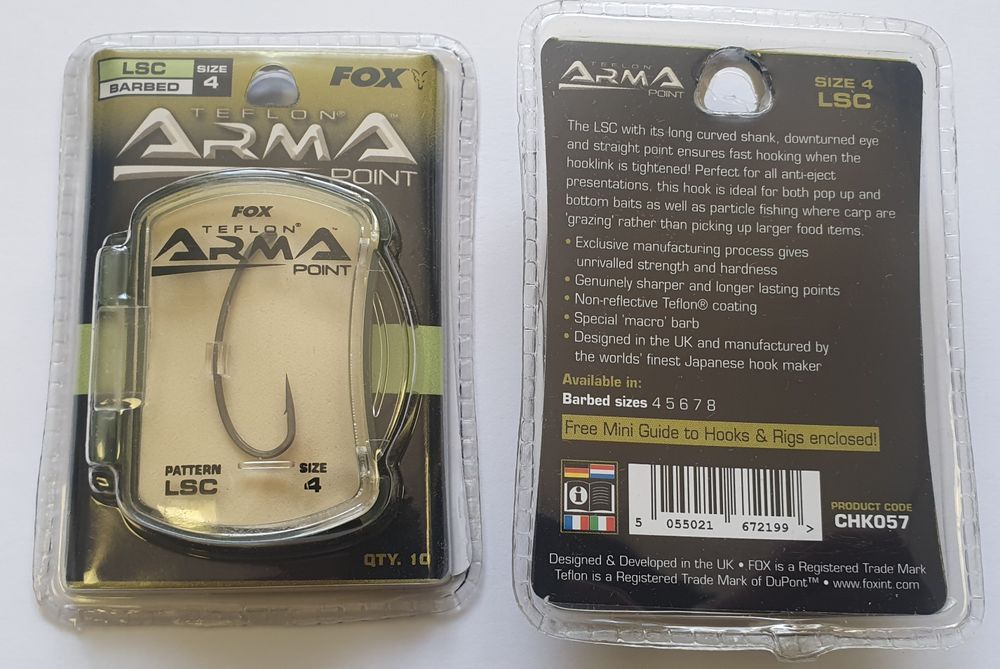 LSC
BARBED
SIZE
4
FOX
TEFLON®
ARMA™
POINT
FOX
TEFLON®
ARMA™
POINT
PATTERN
LSC
SIZE
4
QTY. 10
TEFLON
ARMA
POINT
SIZE 4
LSC
The LSC with its long curved shank, downturned eye
and straight point ensures fast hooking when the
hooklink is tightened! Perfect for all anti-eject
presentations, this hook is ideal for both pop up and
bottom baits as well as particle fishing where carp are
'grazing' rather than picking up larger food items.
• Exclusive manufacturing process gives
unrivalled strength and hardness
• Genuinely sharper and longer lasting points
• Non-reflective Teflon® coating
• Special 'macro' barb
• Designed in the UK and manufactured by
the worlds' finest Japanese hook maker
Available in:
Barbed sizes 4 5 6 7 8
Free Mini Guide to Hooks & Rigs enclosed!
i
5 055021 672199 >
PRODUCT CODE
CHK057
Designed & Developed in the UK • FOX is a Registered Trade Mark
Teflon is a Registered Trade Mark of DuPont™ • www.foxint.com